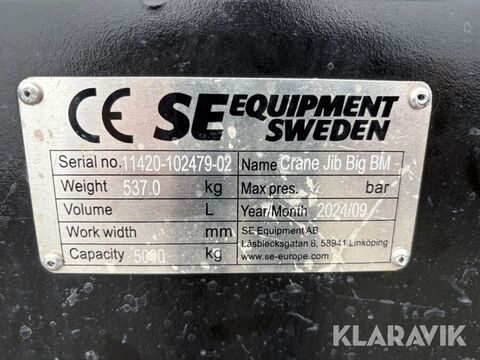 CE SE EQUIPMENT SWEDEN
Serial no. 11420-102479-02 Name Crane Jib Big BM -
Weight 537.0 kg Max pres. bar
Volume L Year/Month 2024/09
Work width mm SE Equipment AB
Låsblecksgatan 8, 58941 Linköping
Capacity 5000 kg www.se-europe.com
KLARAVIK